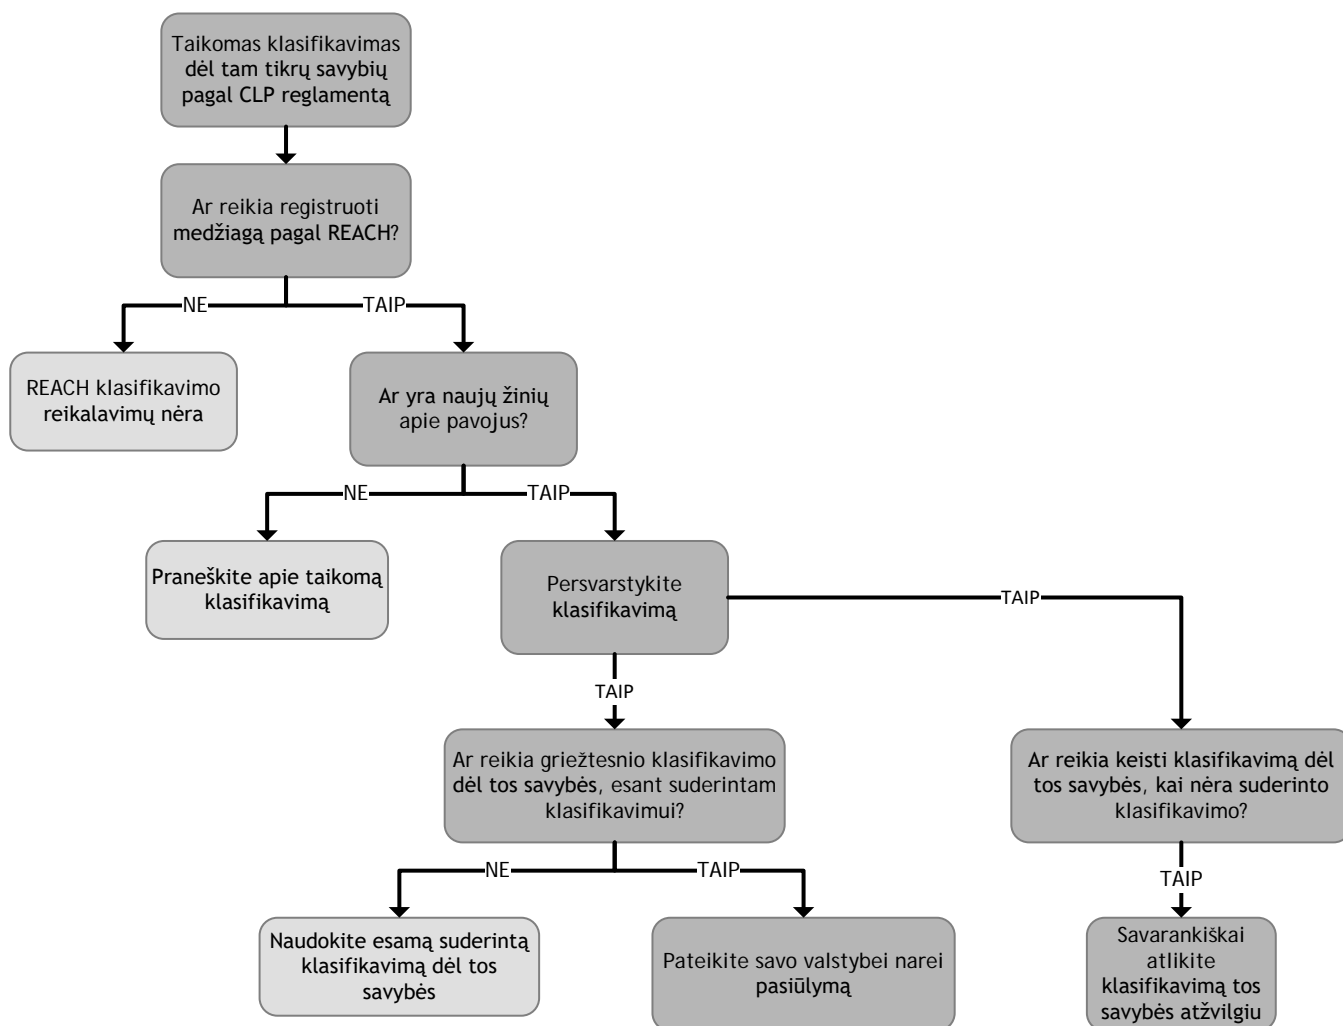 Taikomas klasifikavimas
dėl tam tikrų savybių
pagal CLP reglamentą
Ar reikia registruoti
medžiagą pagal REACH?
NE
TAIP
REACH klasifikavimo
reikalavimų nėra
Ar yra naujų žinių
apie pavojus?
NE
TAIP
Praneškite apie taikomą
klasifikavimą
Persvarstykite
klasifikavimą
TAIP
TAIP
Ar reikia griežtesnio klasifikavimo
dėl tos savybės, esant suderintam
klasifikavimui?
Ar reikia keisti klasifikavimą dėl
tos savybės, kai nėra suderinto
klasifikavimo?
NE
TAIP
TAIP
Naudokite esamą suderintą
klasifikavimą dėl tos
savybės
Pateikite savo valstybei narei
pasiūlymą
Savarankiškai
atlikite
klasifikavimą tos
savybės atžvilgiu